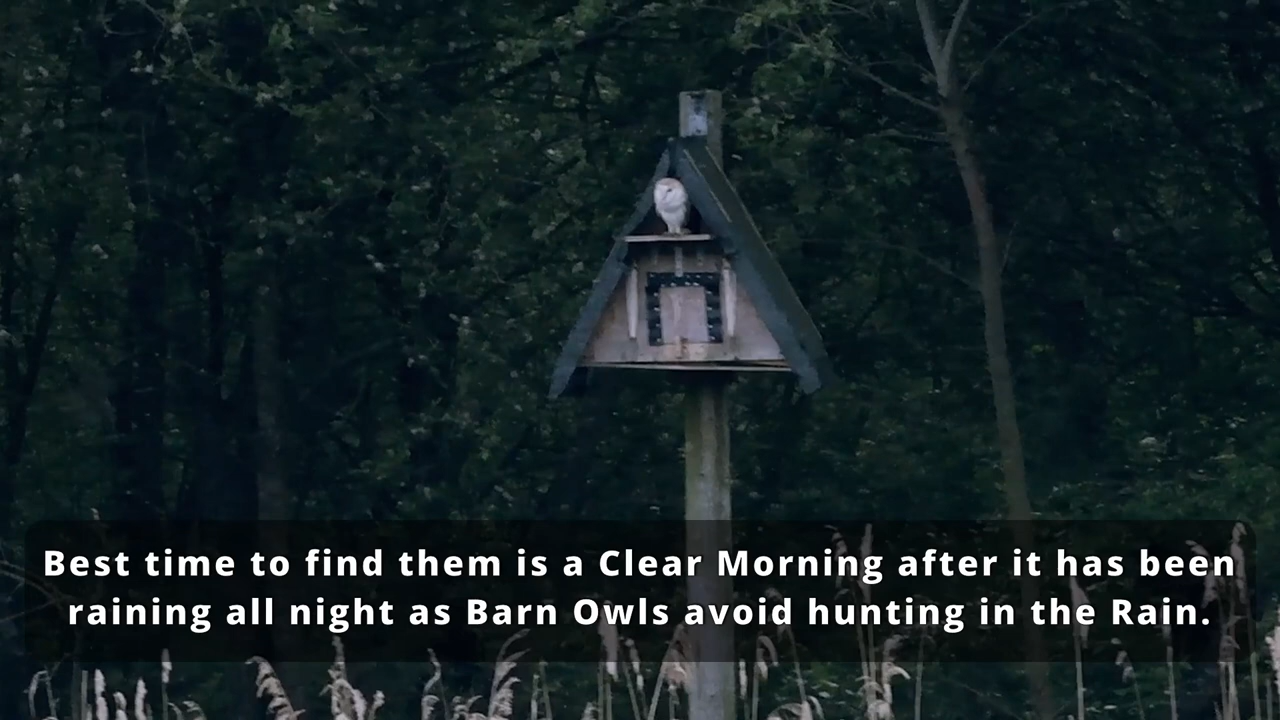 Best time to find them is a Clear Morning after it has been
raining all night as Barn Owls avoid hunting in the Rain.